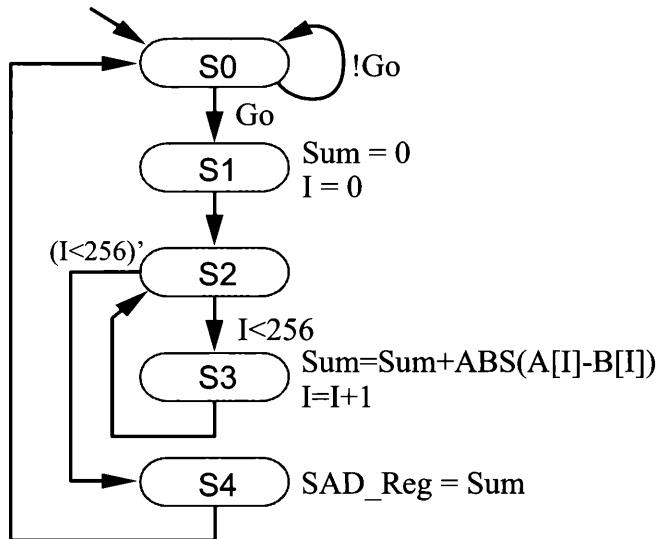 S0
!Go
Go
S1
Sum = 0
I = 0
(I<256)’
S2
I<256
S3
Sum=Sum+ABS(A[I]-B[I])
I=I+1
S4
SAD_Reg = Sum